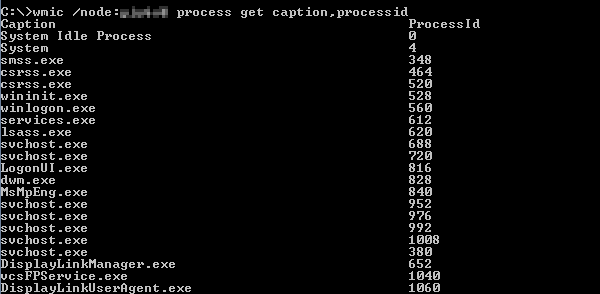 C:\>wmic /node: process get caption,processid
Caption ProcessId
System Idle Process 0
System 4
smss.exe 348
csrss.exe 464
csrss.exe 520
wininit.exe 528
winlogon.exe 560
services.exe 612
lsass.exe 620
svchost.exe 688
svchost.exe 720
LogonUI.exe 816
dwm.exe 828
MsMpEng.exe 840
svchost.exe 952
svchost.exe 976
svchost.exe 992
svchost.exe 1008
svchost.exe 380
DisplayLinkManager.exe 652
vcsFPService.exe 1040
DisplayLinkUserAgent.exe 1060